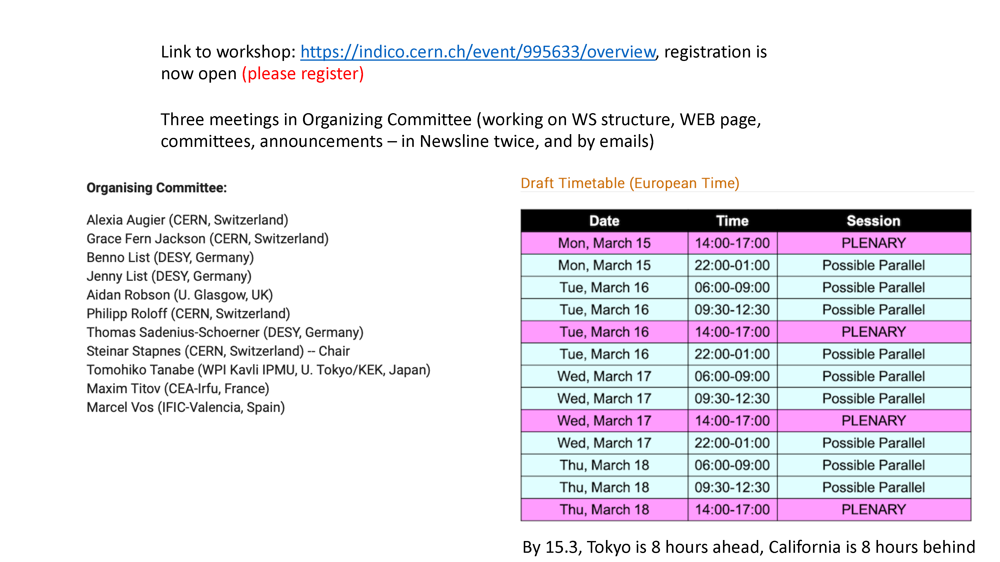 Link to workshop: https://indico.cern.ch/event/995633/overview, registration is
now open (please register)
Three meetings in Organizing Committee (working on WS structure, WEB page,
committees, announcements – in Newsline twice, and by emails)
Organising Committee:
Alexia Augier (CERN, Switzerland)
Grace Fern Jackson (CERN, Switzerland)
Benno List (DESY, Germany)
Jenny List (DESY, Germany)
Aidan Robson (U. Glasgow, UK)
Philipp Roloff (CERN, Switzerland)
Thomas Sadenius-Schoerner (DESY, Germany)
Steinar Stapnes (CERN, Switzerland) -- Chair
Tomohiko Tanabe (WPI Kavli IPMU, U. Tokyo/KEK, Japan)
Maxim Titov (CEA-Irfu, France)
Marcel Vos (IFIC-Valencia, Spain)
Draft Timetable (European Time)
Date Time Session
Mon, March 15 14:00-17:00 PLENARY
Mon, March 15 22:00-01:00 Possible Parallel
Tue, March 16 06:00-09:00 Possible Parallel
Tue, March 16 09:30-12:30 Possible Parallel
Tue, March 16 14:00-17:00 PLENARY
Tue, March 16 22:00-01:00 Possible Parallel
Wed, March 17 06:00-09:00 Possible Parallel
Wed, March 17 09:30-12:30 Possible Parallel
Wed, March 17 14:00-17:00 PLENARY
Wed, March 17 22:00-01:00 Possible Parallel
Thu, March 18 06:00-09:00 Possible Parallel
Thu, March 18 09:30-12:30 Possible Parallel
Thu, March 18 14:00-17:00 PLENARY
By 15.3, Tokyo is 8 hours ahead, California is 8 hours behind